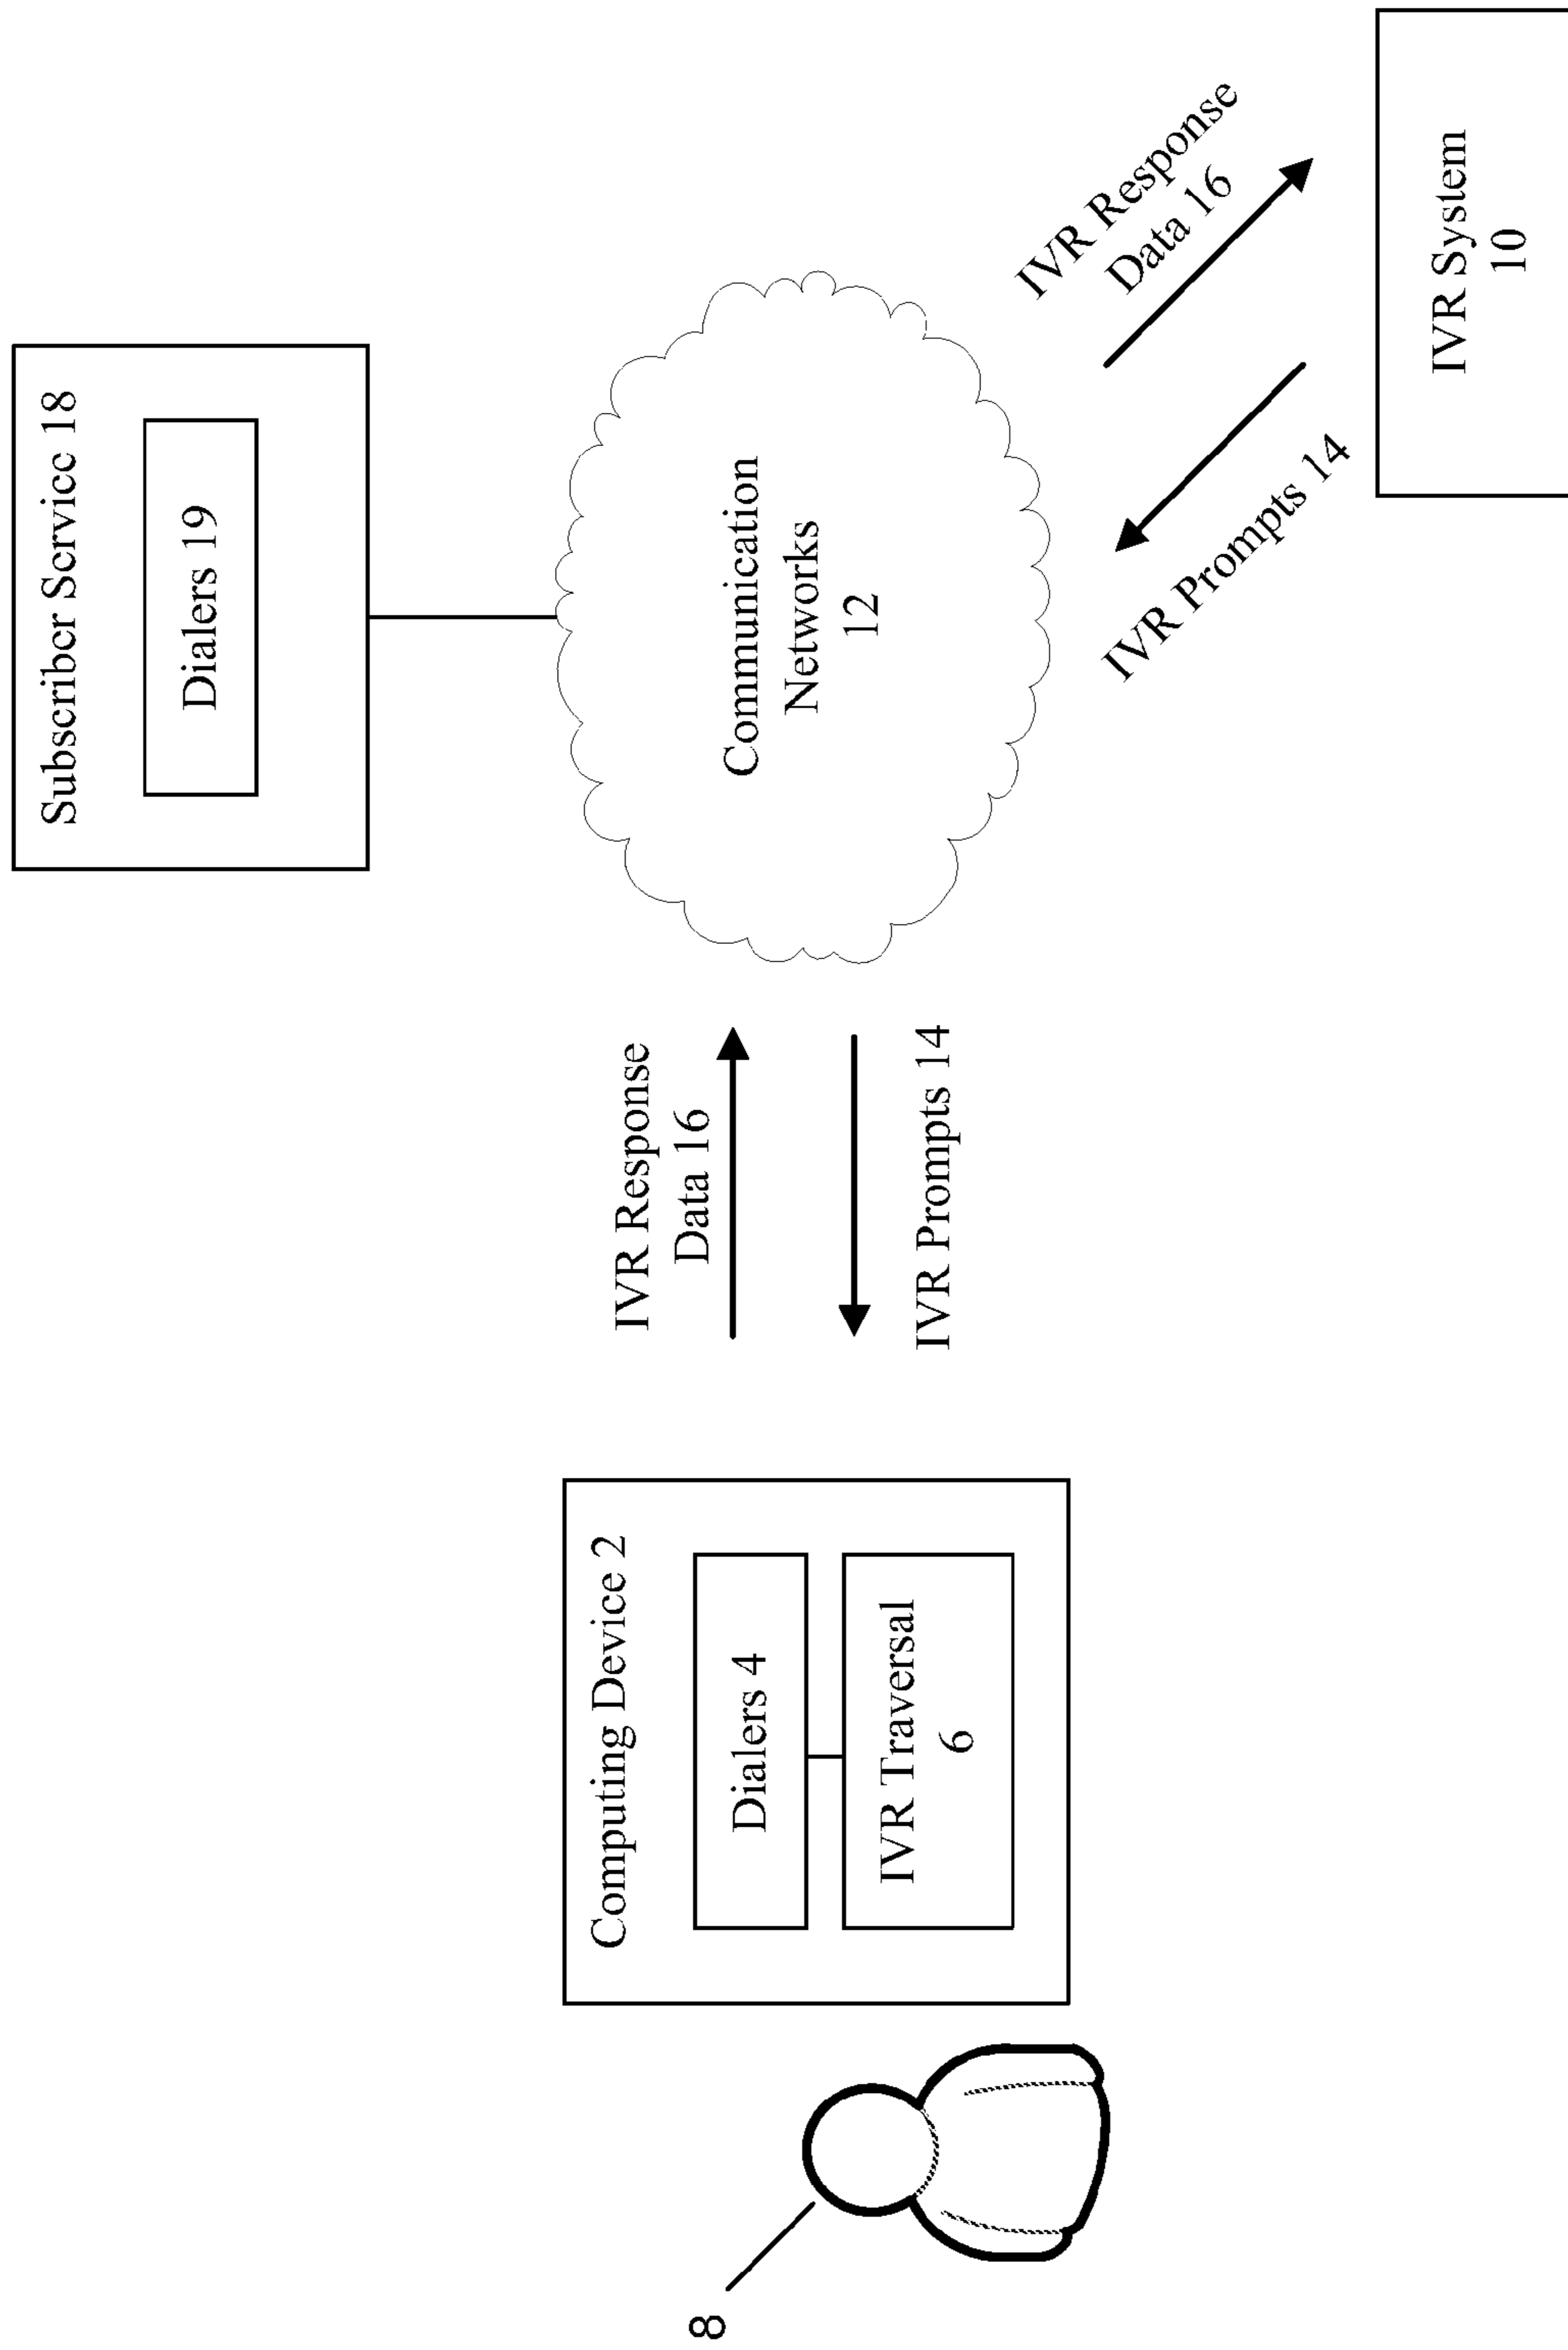 Subscriber Service 18
Dialers 19
Communication
Networks
12
IVR Response
Data 16
IVR Prompts 14
IVR Response
Data 16
IVR Prompts 14
IVR System
10
Computing Device 2
Dialers 4
IVR Traversal
6
8